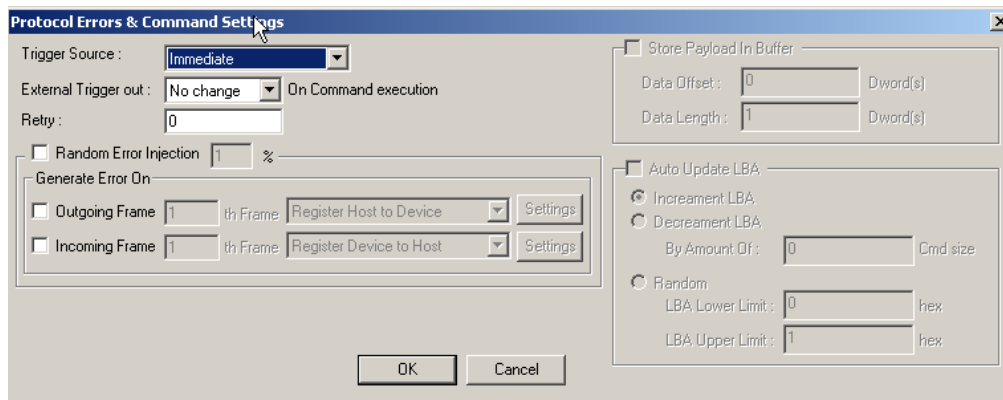 Protocol Errors & Command Settings
Trigger Source : Immediate
External Trigger out : No change On Command execution
Retry : 0
Random Error Injection 1 %
Generate Error On
Outgoing Frame 1 th Frame Register Host to Device Settings
Incoming Frame 1 th Frame Register Device to Host Settings
Store Payload In Buffer
Data Offset : 0 Dword(s)
Data Length : 1 Dword(s)
Auto Update LBA
Increament LBA
Decreament LBA
By Amount Of : 0 Cmd size
Random
LBA Lower Limit : 0 hex
LBA Upper Limit : 1 hex
OK Cancel